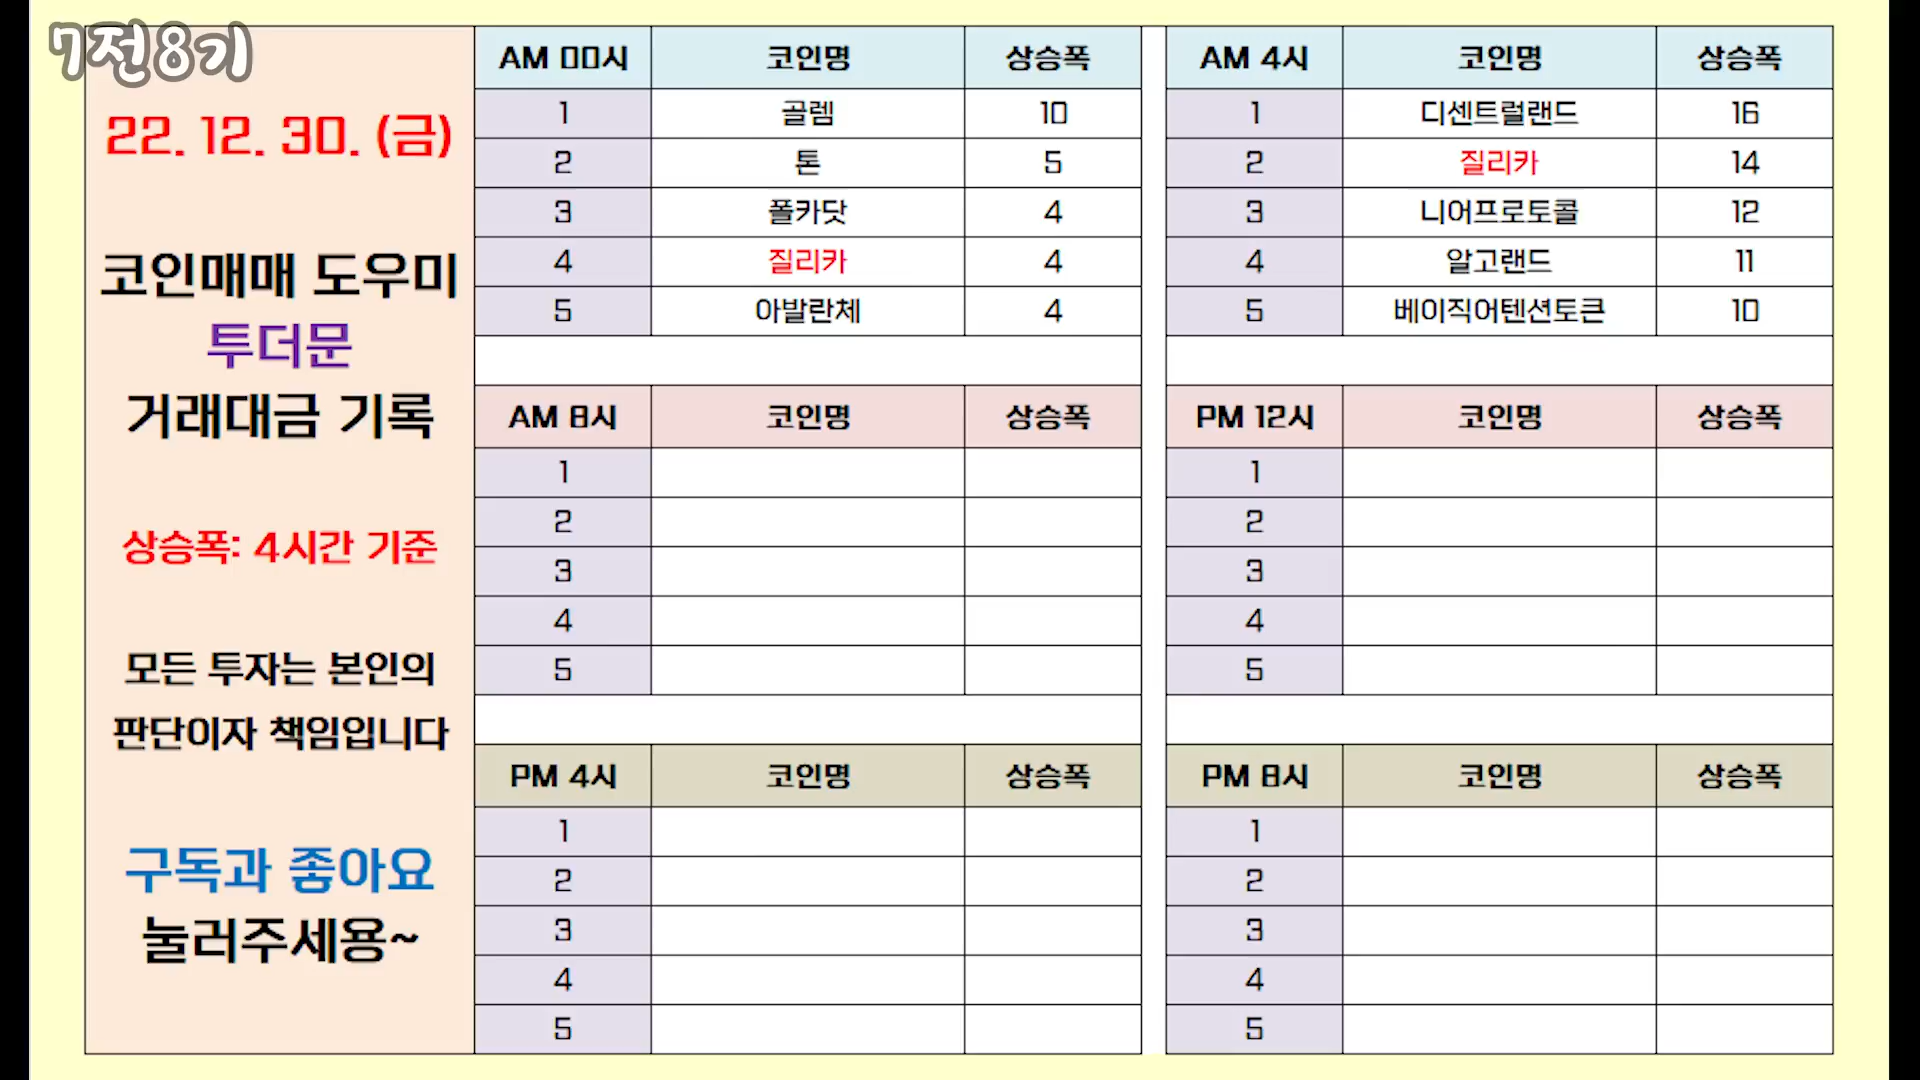 7전8기
22. 12. 30. (금)
코인매매 도우미
투더문
거래대금 기록
상승폭: 4시간 기준
모든 투자는 본인의
판단이자 책임입니다
구독과 좋아요
눌러주세용~
AM 00시 코인명 상승폭
1 골렘 10
2 톤 5
3 폴카닷 4
4 질리카 4
5 아발란체 4
AM 4시 코인명 상승폭
1 디센트럴랜드 16
2 질리카 14
3 니어프로토콜 12
4 알고랜드 11
5 베이직어텐션토큰 10
AM 8시 코인명 상승폭
1
2
3
4
5
PM 12시 코인명 상승폭
1
2
3
4
5
PM 4시 코인명 상승폭
1
2
3
4
5
PM 8시 코인명 상승폭
1
2
3
4
5